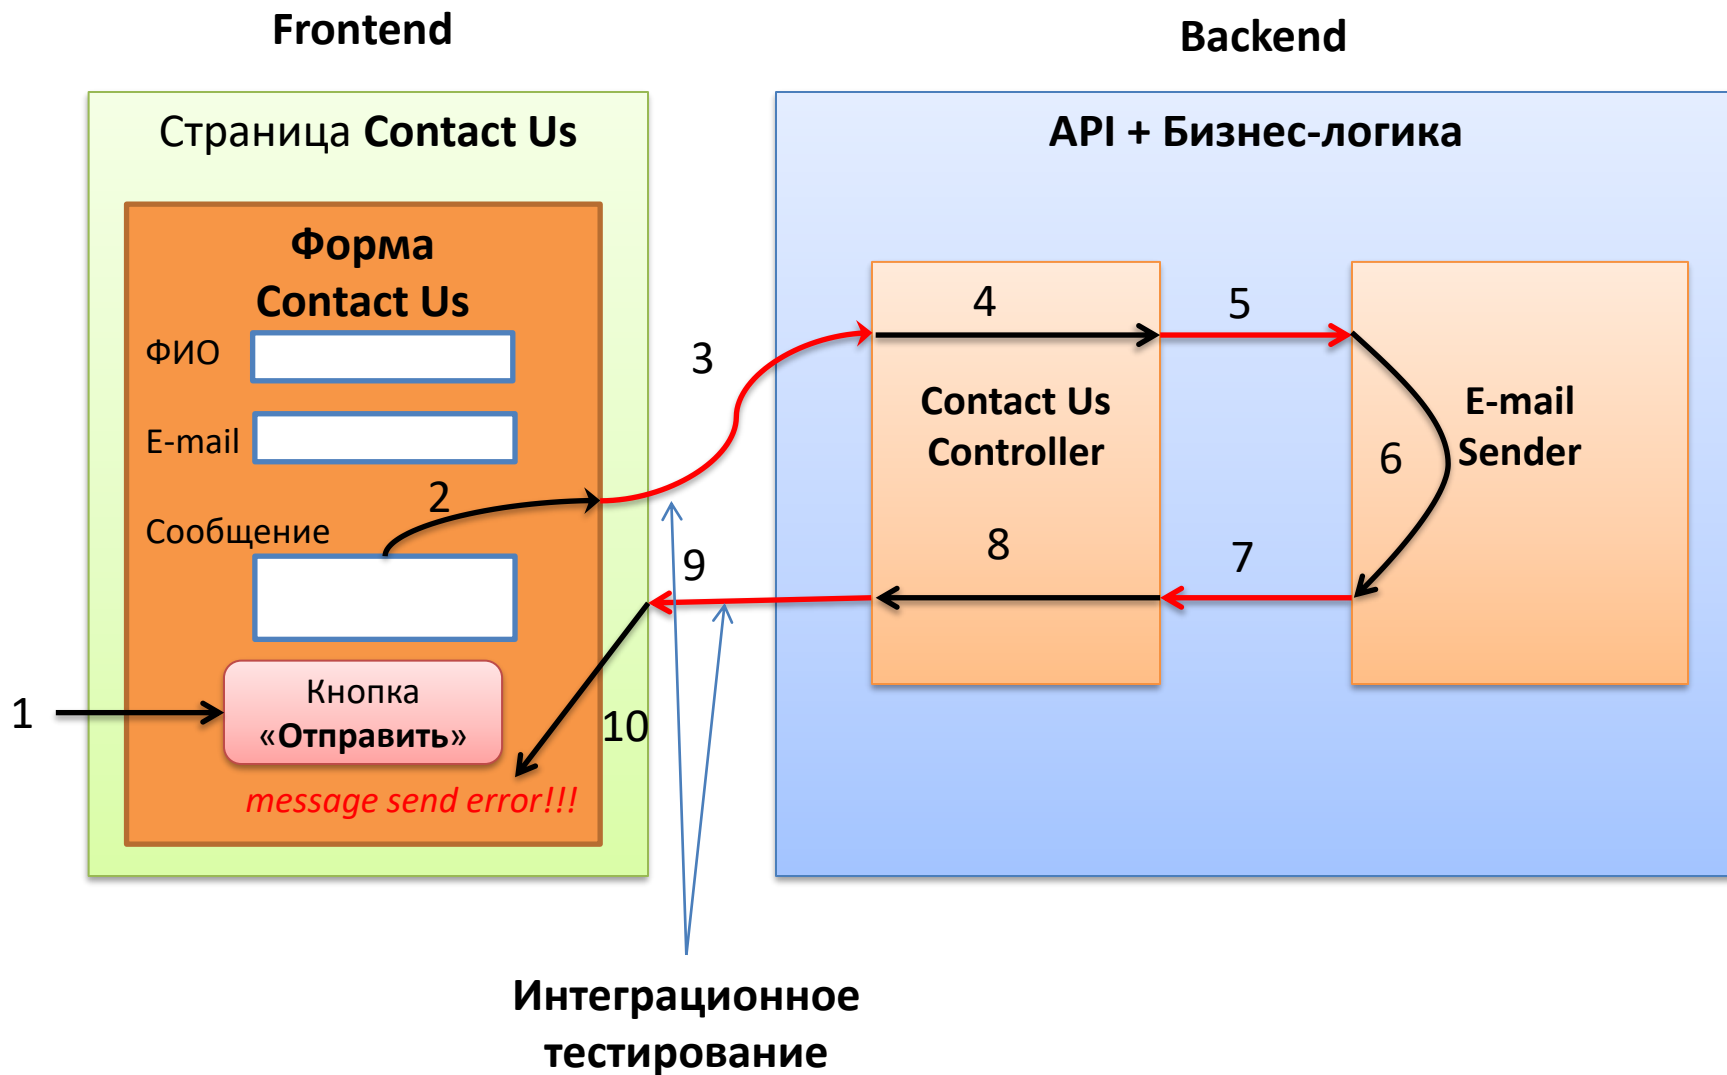 Frontend
Backend
Страница Contact Us
API + Бизнес-логика
Форма
Contact Us
ФИО
E-mail
Сообщение
Кнопка
«Отправить»
message send error!!!
1
2
3
4
5
6
7
8
9
10
Contact Us
Controller
E-mail
Sender
Интеграционное
тестирование